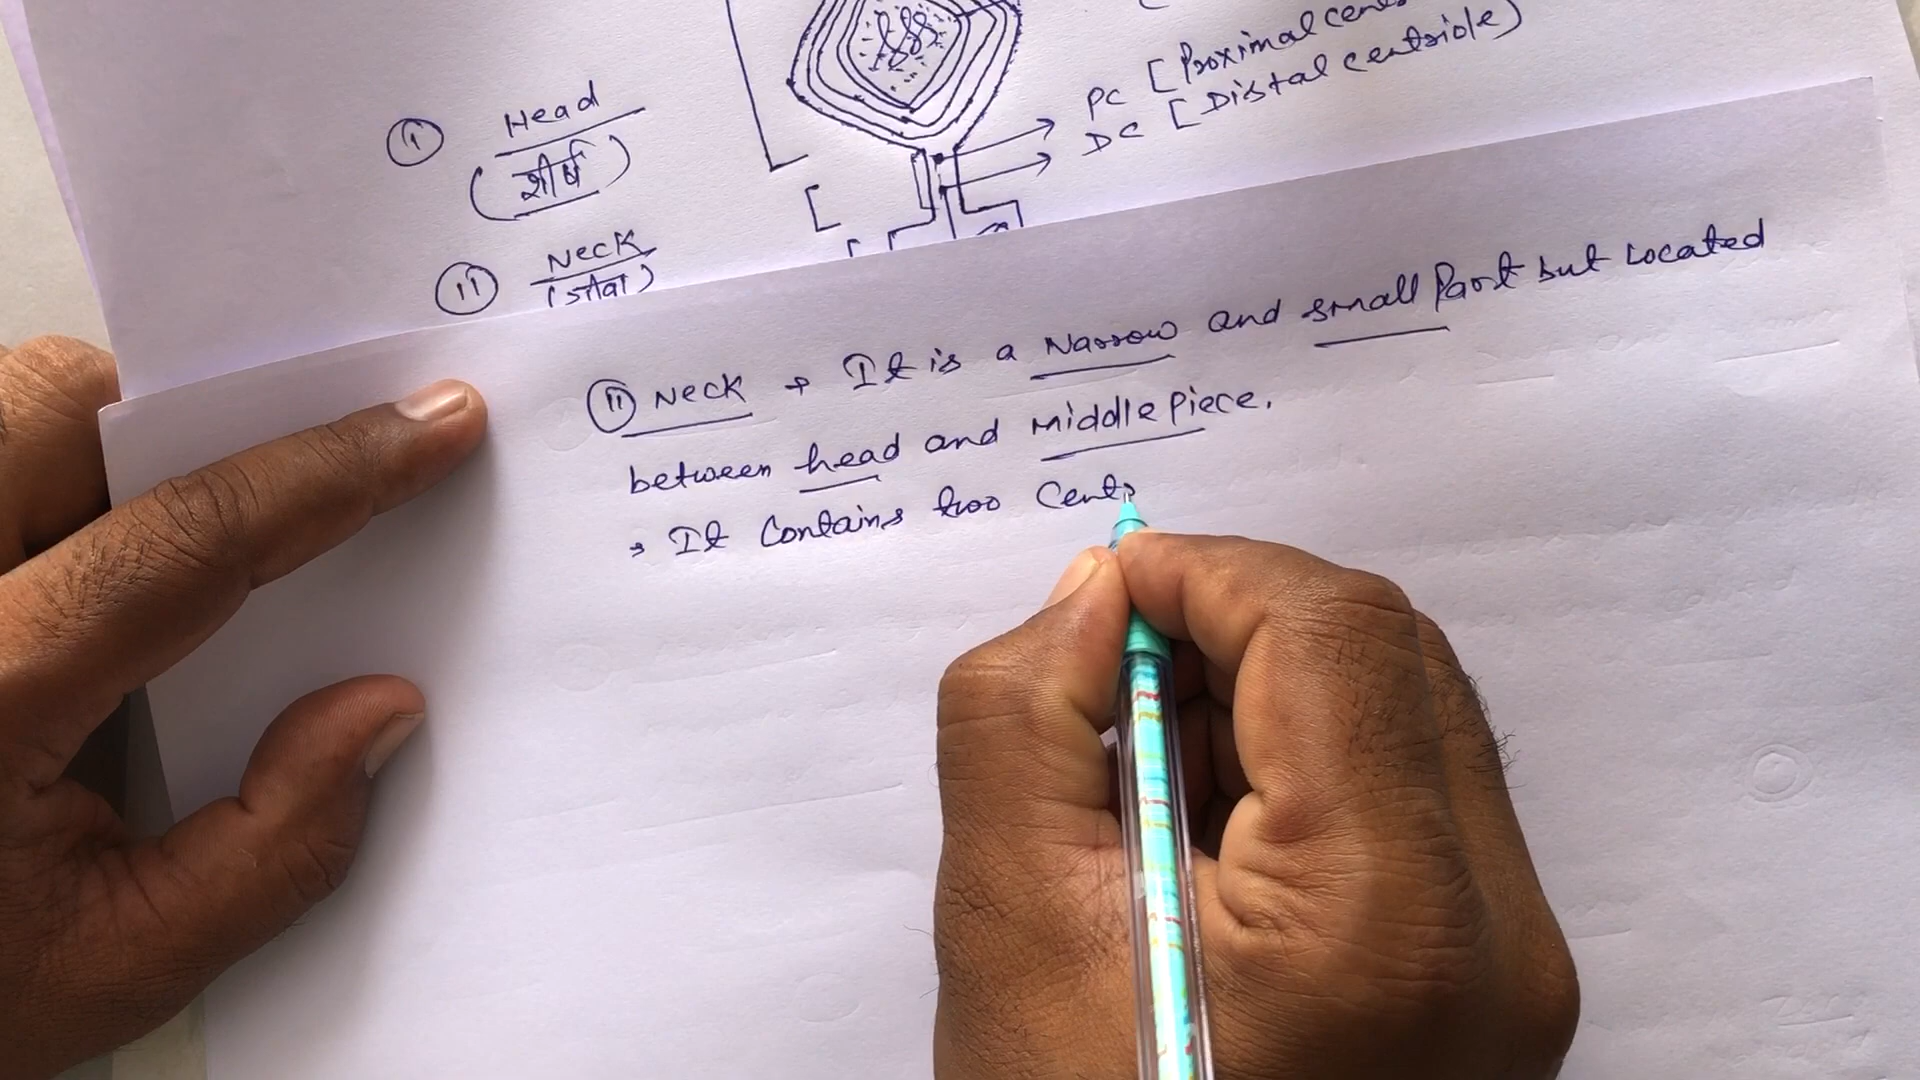 PC [Proximal cent
DC [Distal centriole)
(i) Head
(शीर्ष)
(ii) Neck
(ग्रीवा)
(ii) Neck → It is a Narrow and small Part but Located
between head and Middle Piece.
→ It Contains two Centr